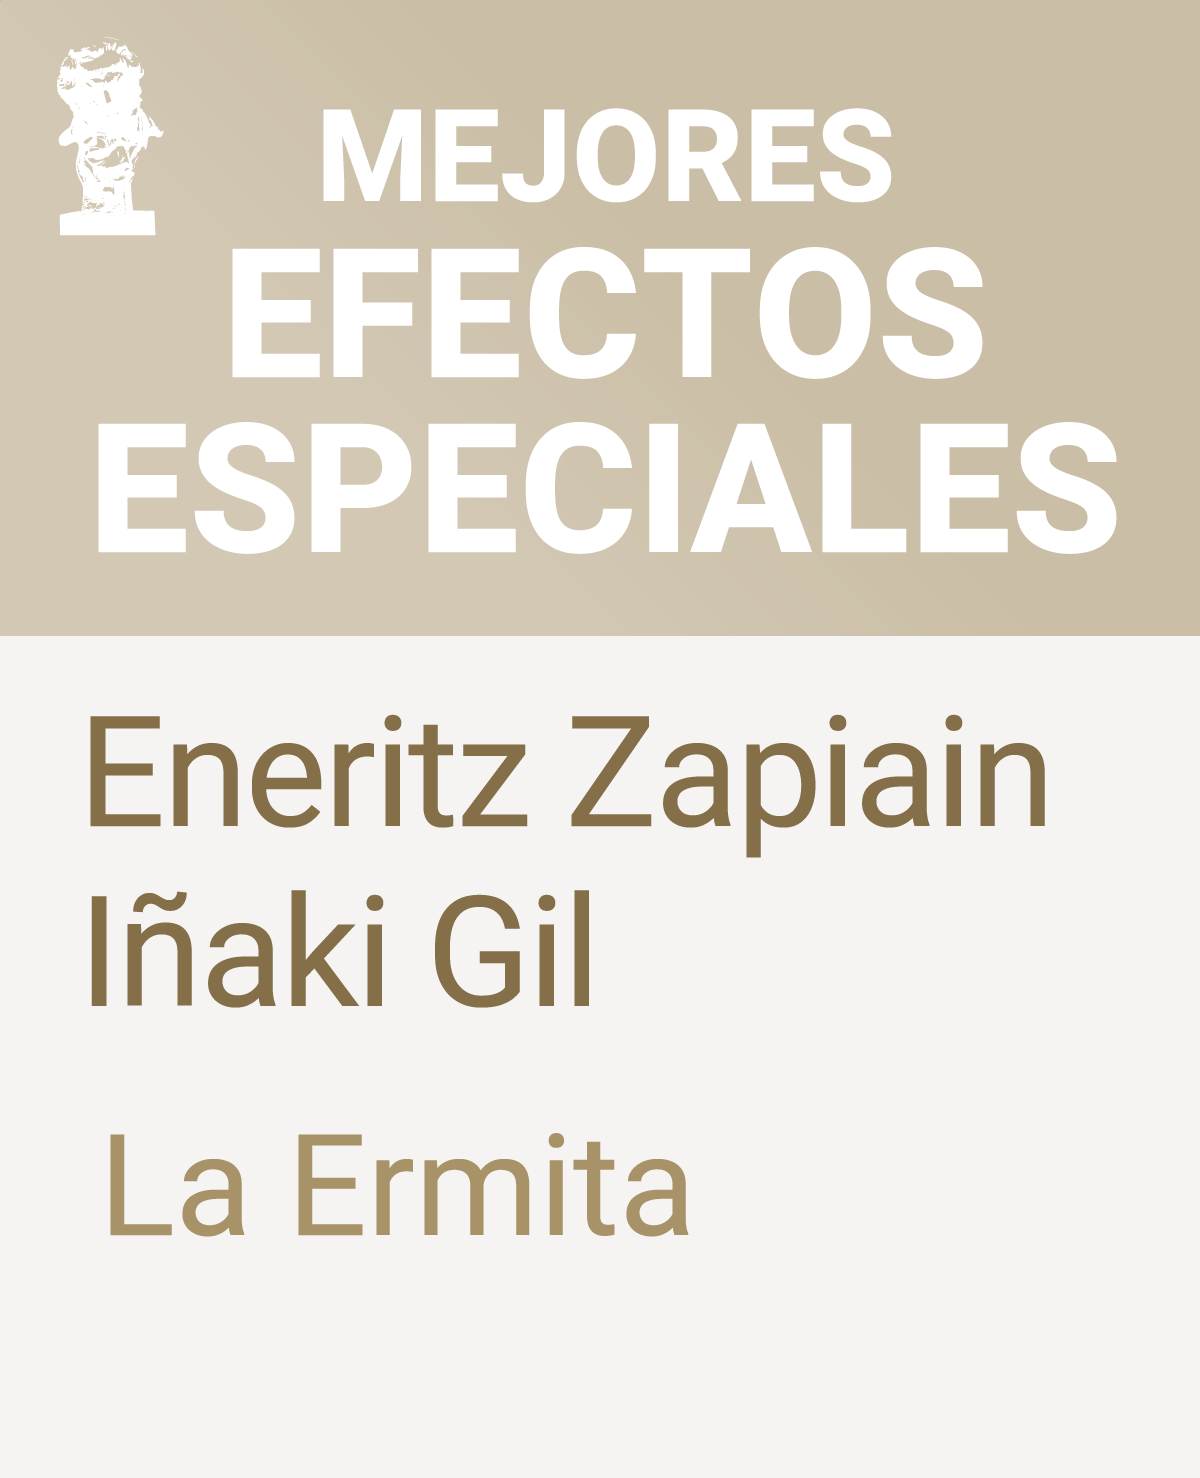 MEJORES
EFECTOS
ESPECIALES
Eneritz Zapiain
Iñaki Gil
La Ermita